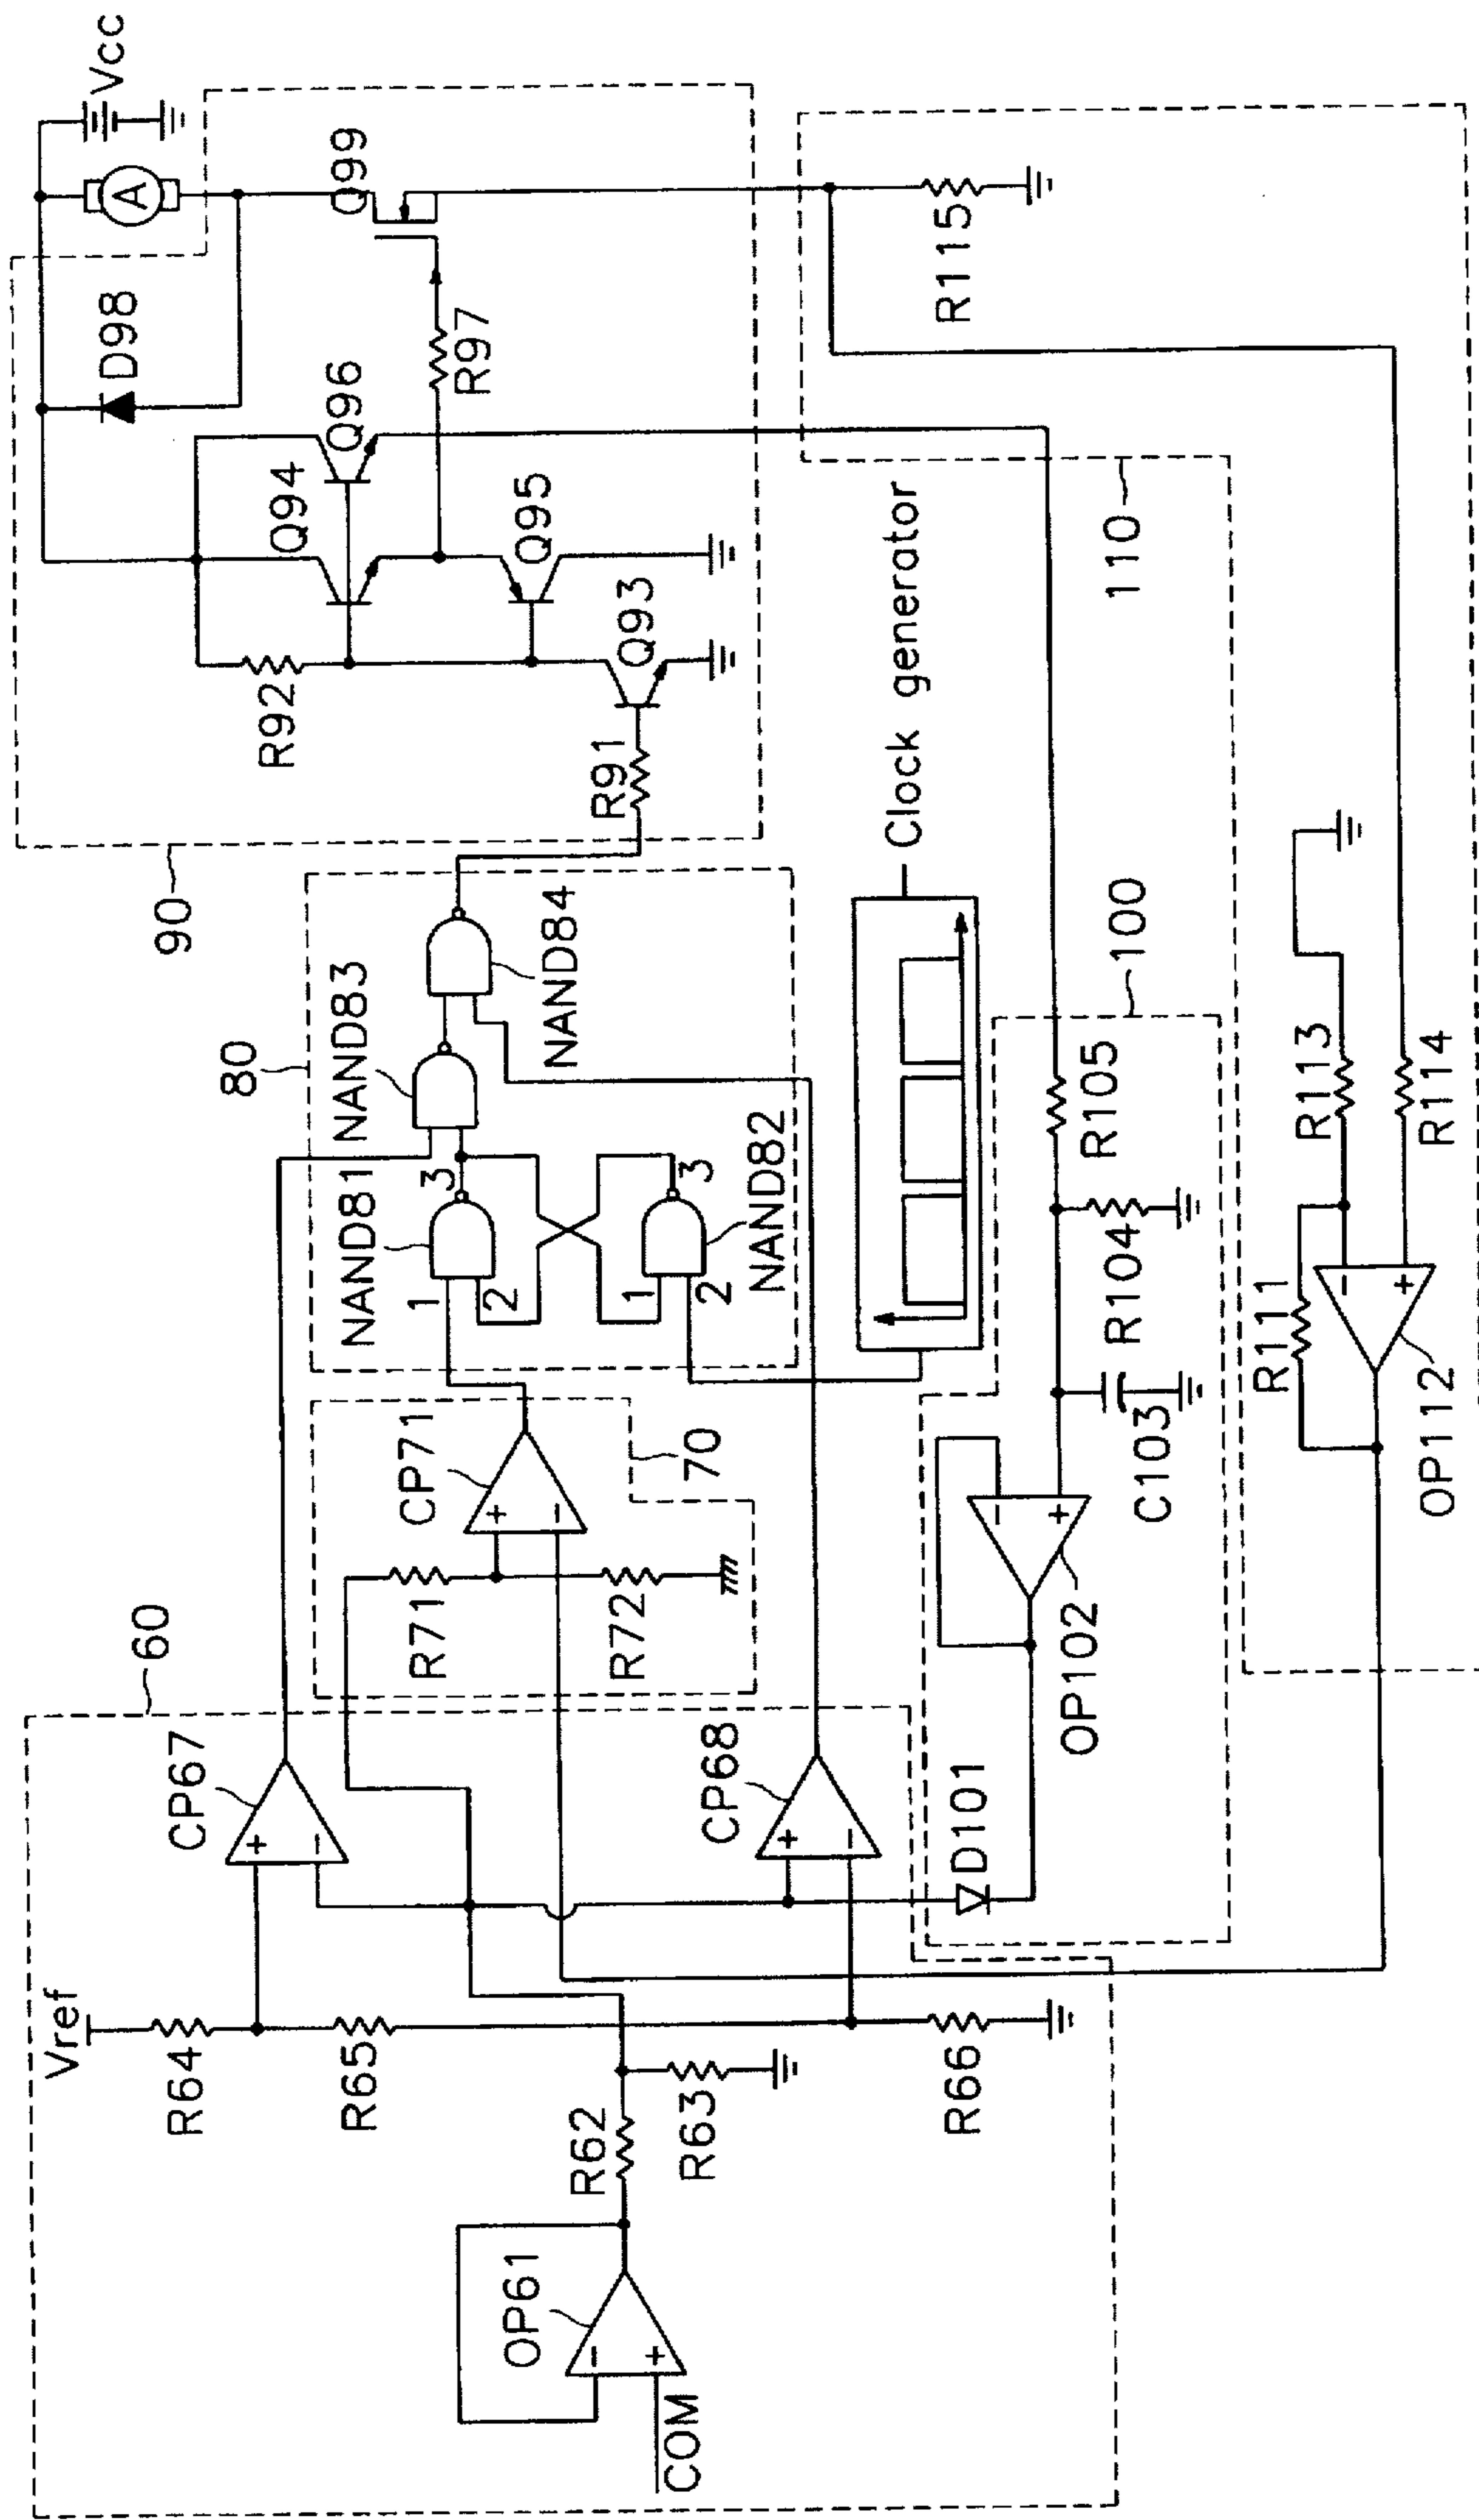 Vref
R64
R65
R66
COM
OP61
R62
R63
60
CP67
+
−
CP68
+
−
−
+
70
R71
R72
CP71
+
−
80
NAND81
1
2
3
NAND82
1
2
3
NAND83
NAND84
90
R91
R92
Q93
Q94
Q95
Q96
R97
D98
Q99
A
Vcc
Clock generator
100
D101
OP102
−
+
C103
R104
R105
110
R111
OP112
−
+
R113
R114
R115